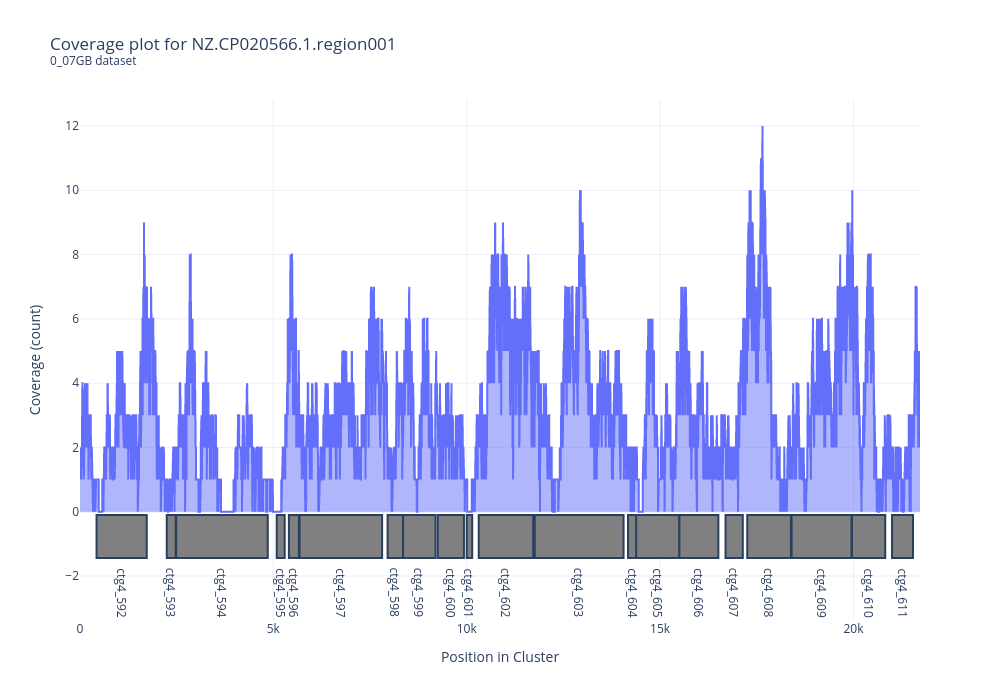 Coverage plot for NZ.CP020566.1.region001
0_07GB dataset
12
10
8
6
4
2
0
−2
Coverage (count)
ctg4_592
ctg4_593
ctg4_594
ctg4_595
ctg4_596
ctg4_597
ctg4_598
ctg4_599
ctg4_600
ctg4_601
ctg4_602
ctg4_603
ctg4_604
ctg4_605
ctg4_606
ctg4_607
ctg4_608
ctg4_609
ctg4_610
ctg4_611
0
5k
10k
15k
20k
Position in Cluster